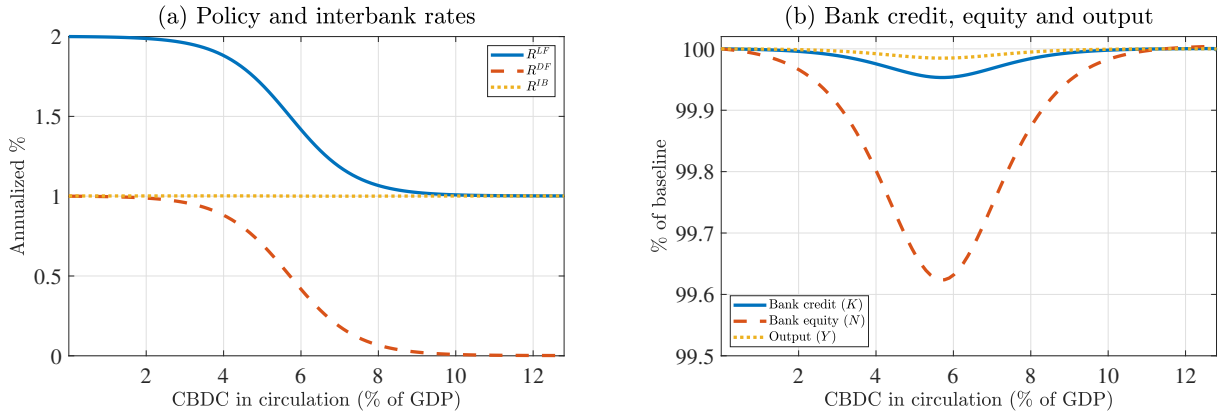 (a) Policy and interbank rates
2
1.5
1
0.5
0
Annualized %
R^{LF}
R^{DF}
R^{IB}
2 4 6 8 10 12
CBDC in circulation (% of GDP)
(b) Bank credit, equity and output
100
99.9
99.8
99.7
99.6
99.5
% of baseline
Bank credit (K)
Bank equity (N)
Output (Y)
2 4 6 8 10 12
CBDC in circulation (% of GDP)